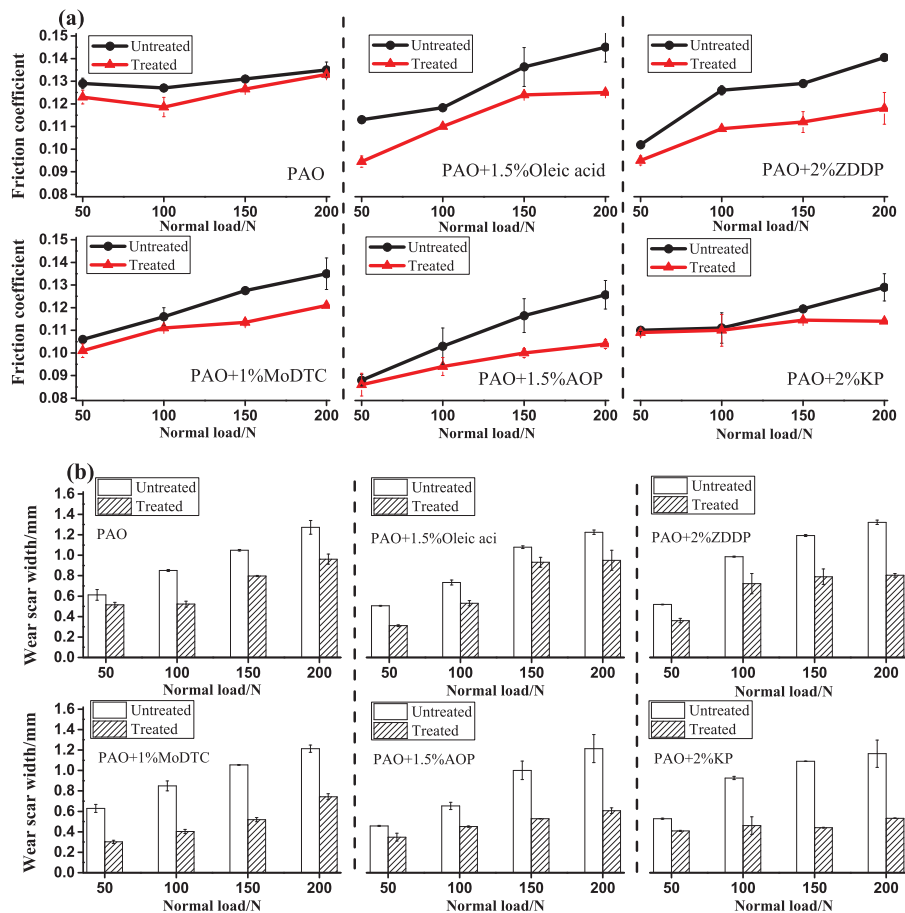 (a)
Friction coefficient
0.15
0.14
0.13
0.12
0.11
0.10
0.09
0.08
Untreated
Treated
PAO
50 100 150 200
Normal load/N
Untreated
Treated
PAO+1.5%Oleic acid
50 100 150 200
Normal load/N
Untreated
Treated
PAO+2%ZDDP
50 100 150 200
Normal load/N
Friction coefficient
0.15
0.14
0.13
0.12
0.11
0.10
0.09
0.08
Untreated
Treated
PAO+1%MoDTC
50 100 150 200
Normal load/N
Untreated
Treated
PAO+1.5%AOP
50 100 150 200
Normal load/N
Untreated
Treated
PAO+2%KP
50 100 150 200
Normal load/N
(b)
Wear scar width/mm
1.6
1.4
1.2
1.0
0.8
0.6
0.4
0.2
0.0
Untreated
Treated
PAO
50 100 150 200
Normal load/N
Untreated
Treated
PAO+1.5%Oleic aci
50 100 150 200
Normal load/N
Untreated
Treated
PAO+2%ZDDP
50 100 150 200
Normal load/N
Wear scar width/mm
1.6
1.4
1.2
1.0
0.8
0.6
0.4
0.2
0.0
Untreated
Treated
PAO+1%MoDTC
50 100 150 200
Normal load/N
Untreated
Treated
PAO+1.5%AOP
50 100 150 200
Normal load/N
Untreated
Treated
PAO+2%KP
50 100 150 200
Normal load/N